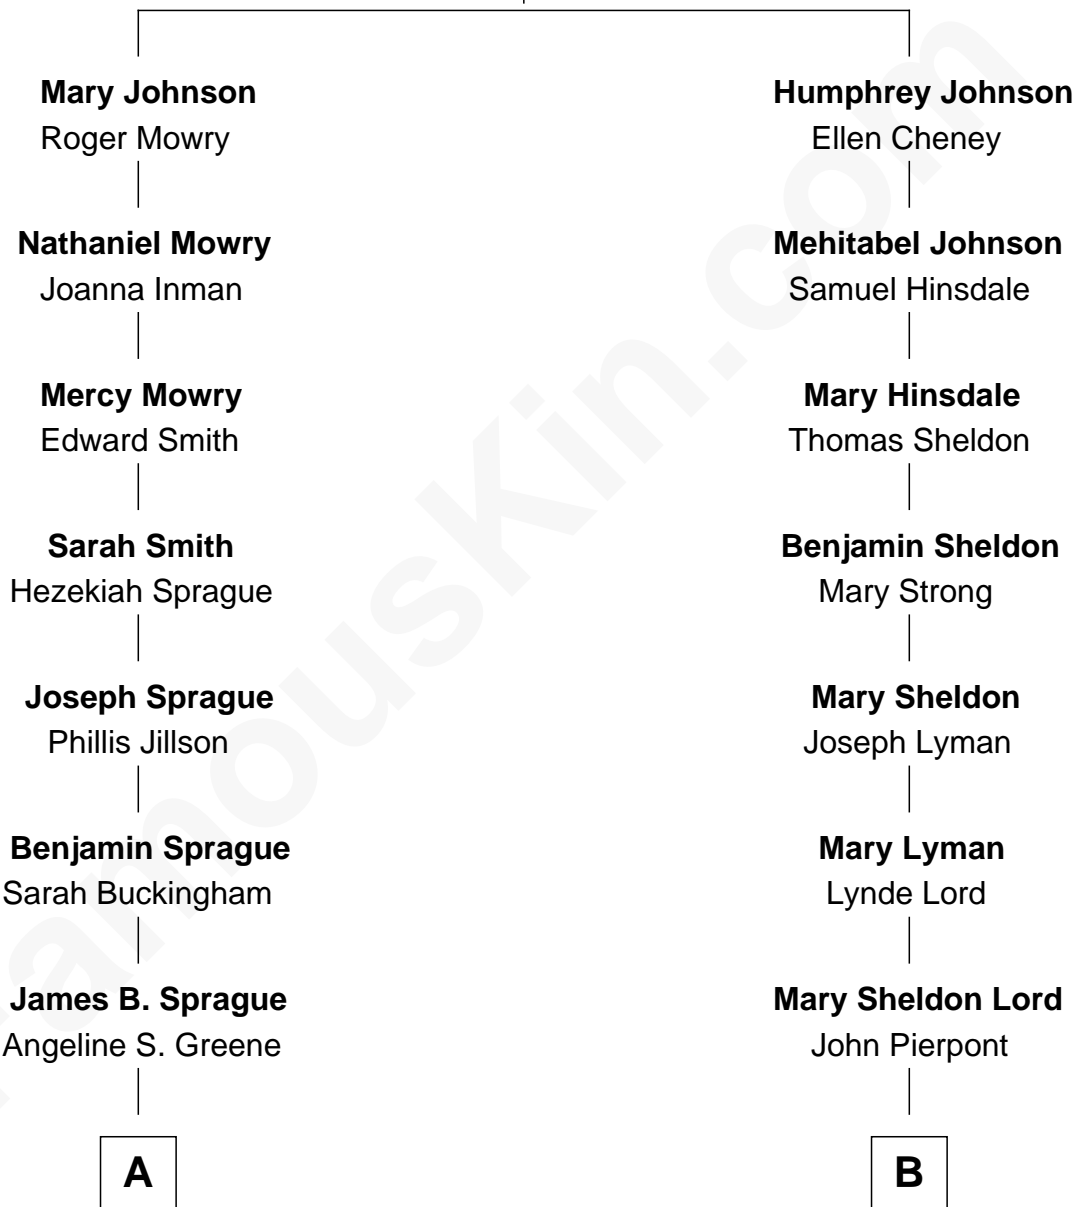 Mary Johnson
Roger Mowry
Nathaniel Mowry
Joanna Inman
Mercy Mowry
Edward Smith
Sarah Smith
Hezekiah Sprague
Joseph Sprague
Phillis Jillson
Benjamin Sprague
Sarah Buckingham
James B. Sprague
Angeline S. Greene
A
Humphrey Johnson
Ellen Cheney
Mehitabel Johnson
Samuel Hinsdale
Mary Hinsdale
Thomas Sheldon
Benjamin Sheldon
Mary Strong
Mary Sheldon
Joseph Lyman
Mary Lyman
Lynde Lord
Mary Sheldon Lord
John Pierpont
B
FamousKin.com